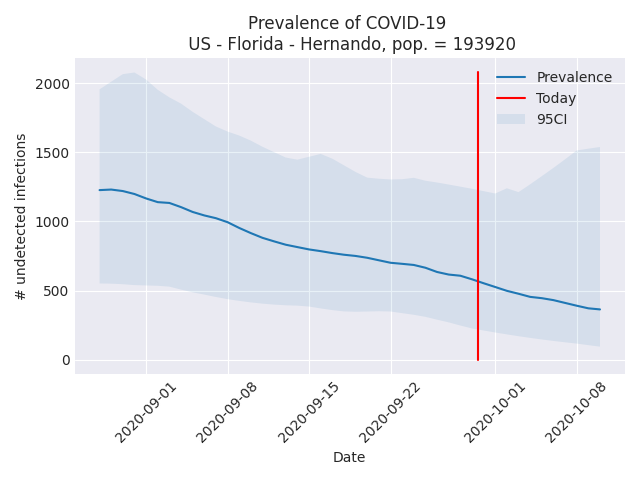 Prevalence of COVID-19
US - Florida - Hernando, pop. = 193920
# undetected infections
2000
1500
1000
500
0
Prevalence
Today
95CI
2020-09-01
2020-09-08
2020-09-15
2020-09-22
2020-10-01
2020-10-08
Date